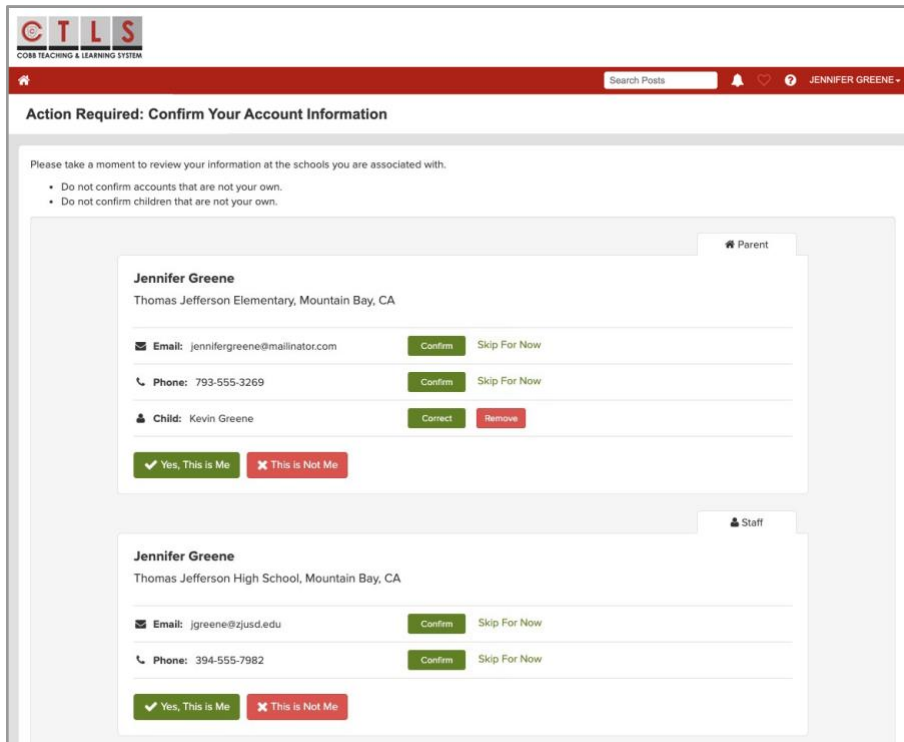 C T L S
COBB TEACHING & LEARNING SYSTEM
Search Posts
JENNIFER GREENE
Action Required: Confirm Your Account Information
Please take a moment to review your information at the schools you are associated with.
• Do not confirm accounts that are not your own.
• Do not confirm children that are not your own.
Parent
Jennifer Greene
Thomas Jefferson Elementary, Mountain Bay, CA
Email: jennifergreene@mailinator.com Confirm Skip For Now
Phone: 793-555-3269 Confirm Skip For Now
Child: Kevin Greene Correct Remove
Yes, This is Me This is Not Me
Staff
Jennifer Greene
Thomas Jefferson High School, Mountain Bay, CA
Email: jgreene@zjusd.edu Confirm Skip For Now
Phone: 394-555-7982 Confirm Skip For Now
Yes, This is Me This is Not Me